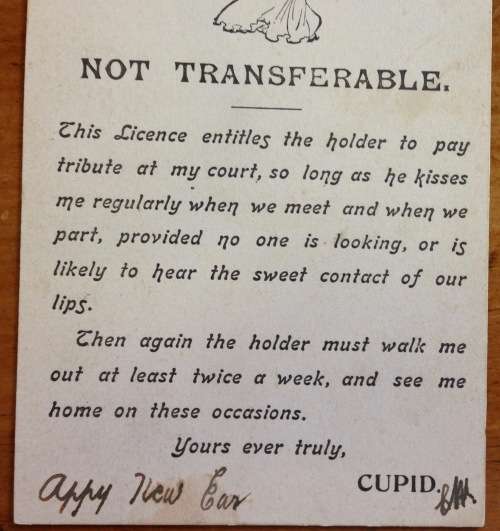 NOT TRANSFERABLE.
This Licence entitles the holder to pay
tribute at my court, so long as he kisses
me regularly when we meet and when we
part, provided no one is looking, or is
likely to hear the sweet contact of our
lips.
Then again the holder must walk me
out at least twice a week, and see me
home on these occasions.
Yours ever truly,
CUPID.
Appy New Ear